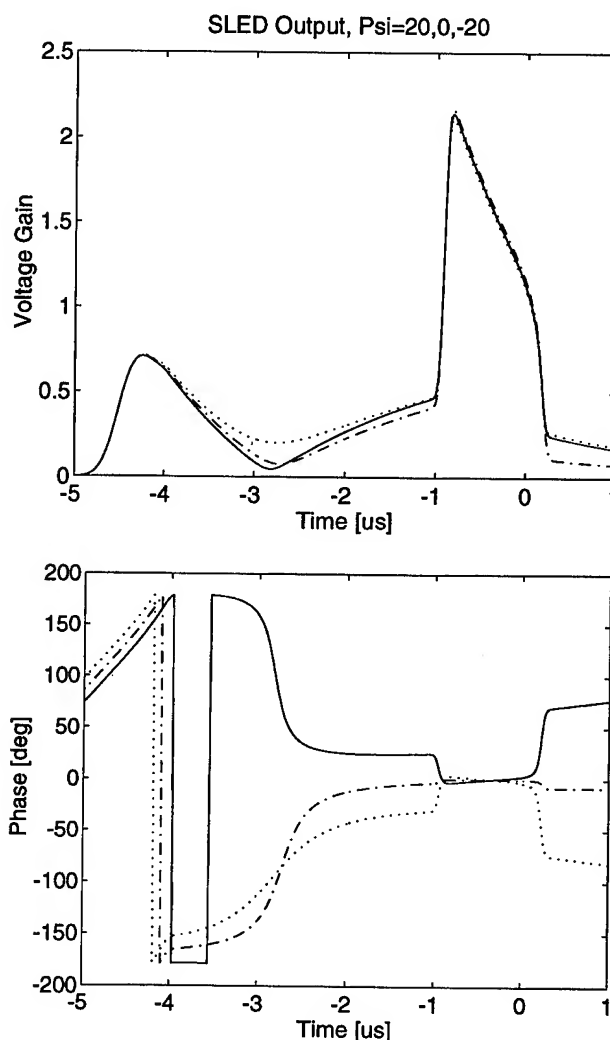 SLED Output, Psi=20,0,-20
2.5
2
1.5
1
0.5
0
Voltage Gain
-5 -4 -3 -2 -1 0
Time [us]
200
150
100
50
0
-50
-100
-150
-200
Phase [deg]
-5 -4 -3 -2 -1 0 1
Time [us]